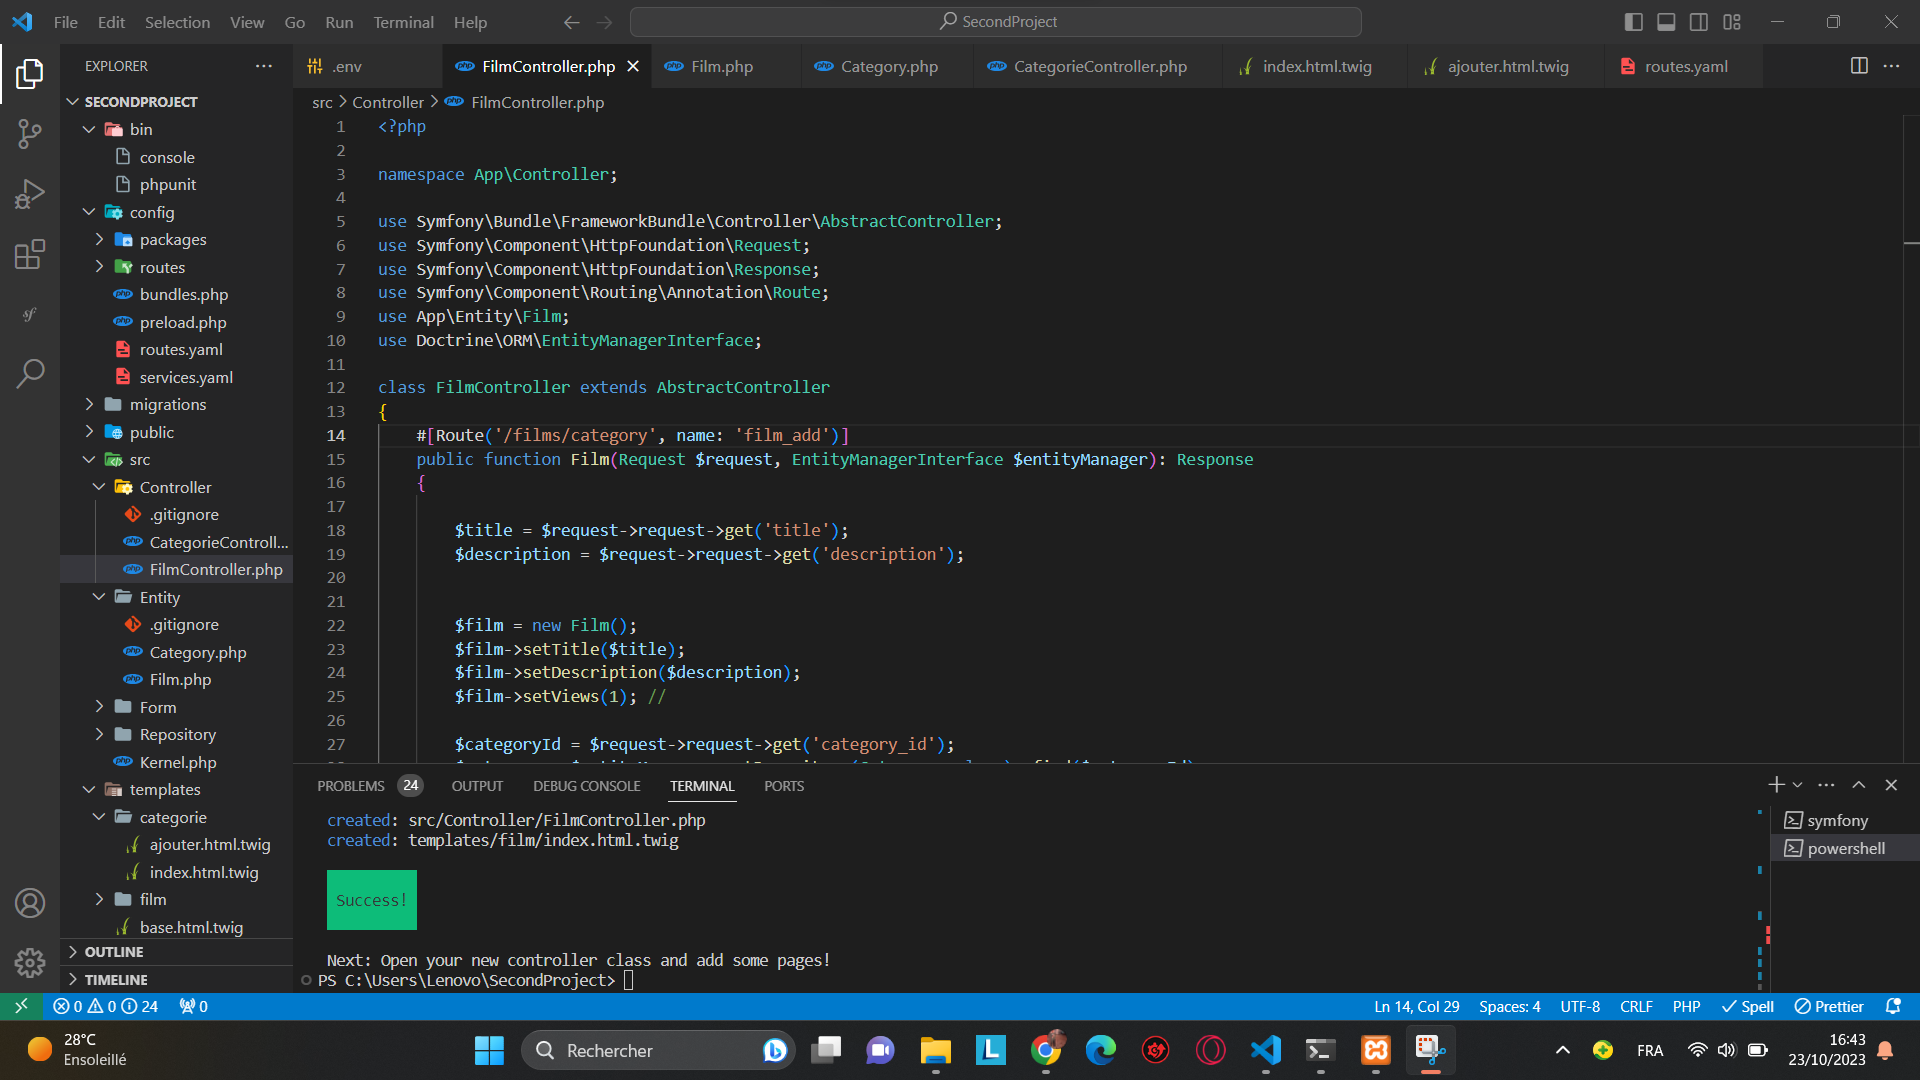 File Edit Selection View Go Run Terminal Help
SecondProject
EXPLORER
.env
FilmController.php
Film.php
Category.php
CategorieController.php
index.html.twig
ajouter.html.twig
routes.yaml
src > Controller > FilmController.php
SECONDPROJECT
bin
console
phpunit
config
packages
routes
bundles.php
preload.php
routes.yaml
services.yaml
migrations
public
src
Controller
.gitignore
CategorieControll...
FilmController.php
Entity
.gitignore
Category.php
Film.php
Form
Repository
Kernel.php
templates
categorie
ajouter.html.twig
index.html.twig
film
base.html.twig
OUTLINE
TIMELINE
1 <?php
2
3 namespace App\Controller;
4
5 use Symfony\Bundle\FrameworkBundle\Controller\AbstractController;
6 use Symfony\Component\HttpFoundation\Request;
7 use Symfony\Component\HttpFoundation\Response;
8 use Symfony\Component\Routing\Annotation\Route;
9 use App\Entity\Film;
10 use Doctrine\ORM\EntityManagerInterface;
11
12 class FilmController extends AbstractController
13 {
14 #[Route('/films/category', name: 'film_add')]
15 public function Film(Request $request, EntityManagerInterface $entityManager): Response
16 {
17
18 $title = $request->request->get('title');
19 $description = $request->request->get('description');
20
21
22 $film = new Film();
23 $film->setTitle($title);
24 $film->setDescription($description);
25 $film->setViews(1); //
26
27 $categoryId = $request->request->get('category_id');
PROBLEMS 24 OUTPUT DEBUG CONSOLE TERMINAL PORTS
created: src/Controller/FilmController.php
created: templates/film/index.html.twig
Success!
Next: Open your new controller class and add some pages!
PS C:\Users\Lenovo\SecondProject>
symfony
powershell
0 0 24 0
Ln 14, Col 29 Spaces: 4 UTF-8 CRLF PHP Spell Prettier
28°C
Ensoleillé
Rechercher
FRA
16:43
23/10/2023